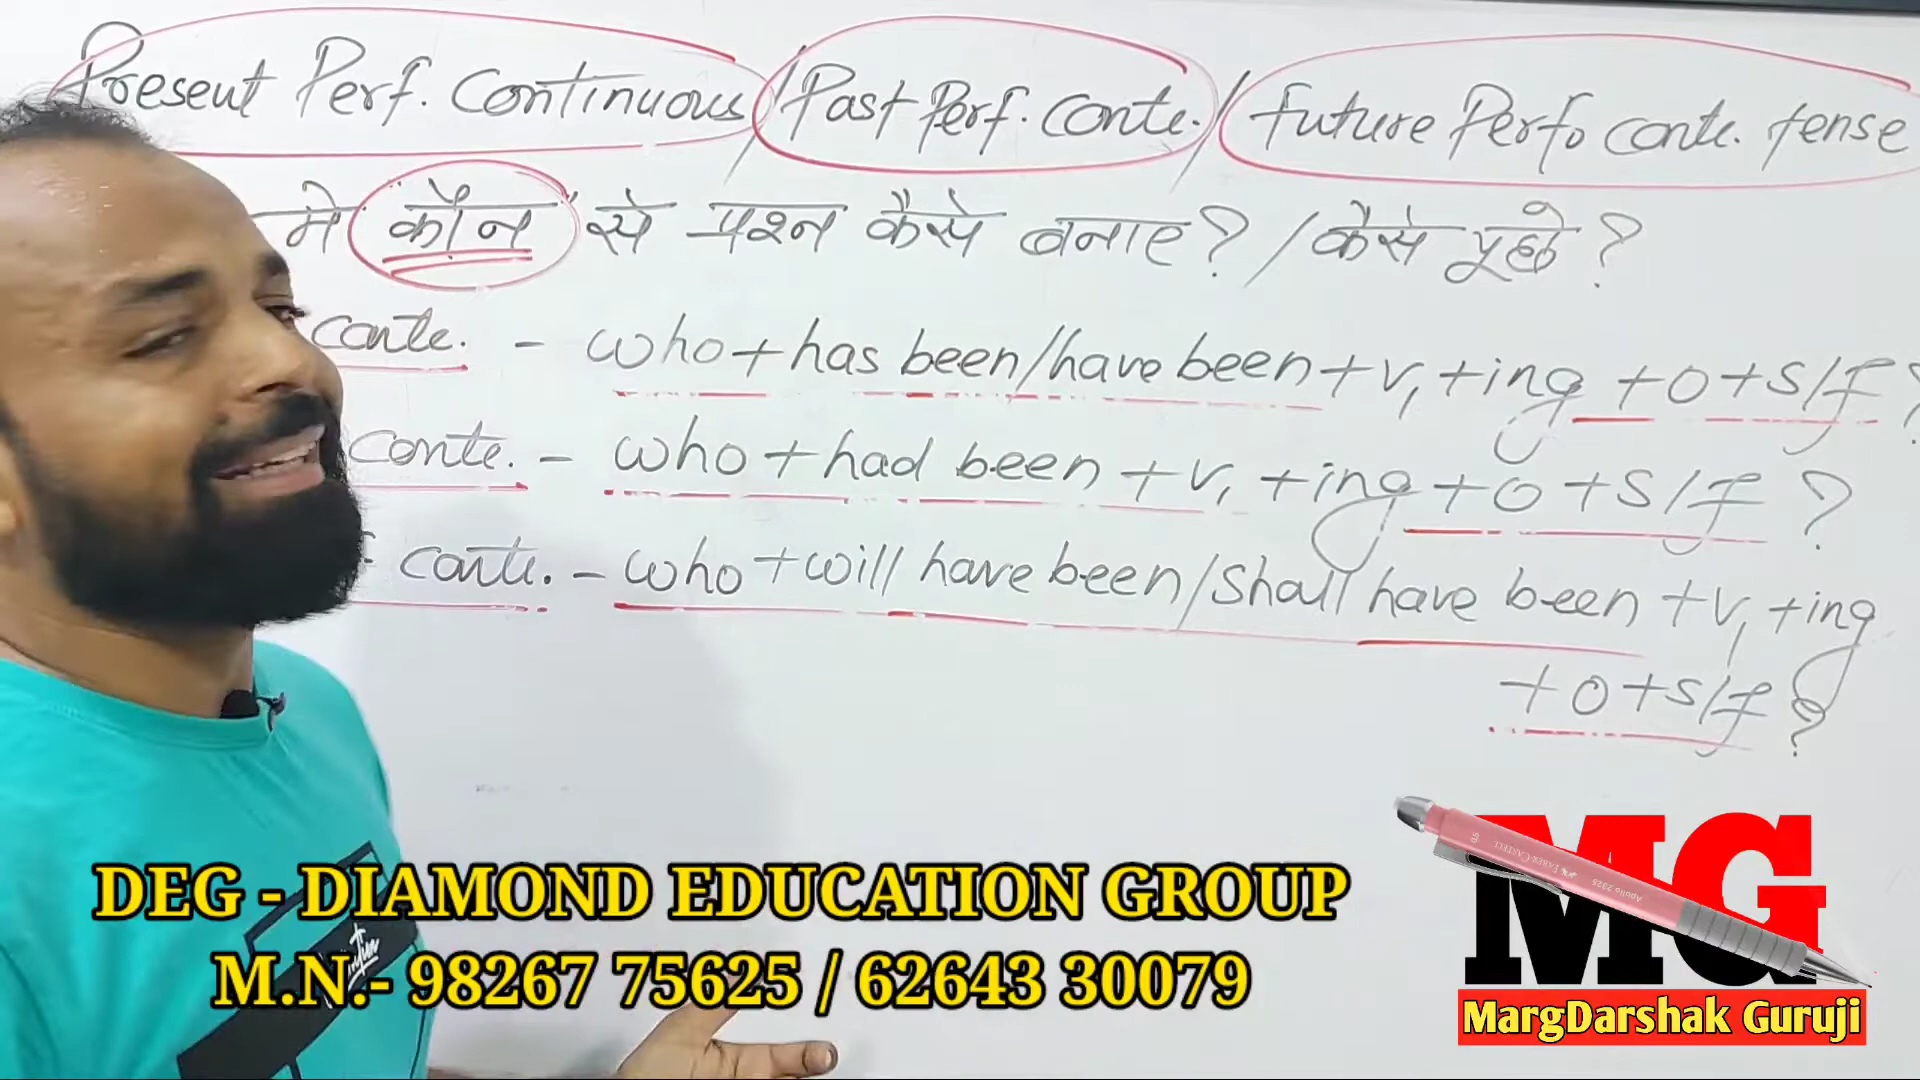 Present Perf. Continuous / Past Perf. Conte. / Future Perfo Conte. tense
में कौन से प्रश्न कैसे बनाए? / कैसे पूछे?
Conte. - who + has been/have been + V₁ + ing + O + S/F?
Conte. - who + had been + V₁ + ing + O + S/F ?
Conte. - who + will have been/Shall have been + V₁ + ing
+ O + S/F ?
DEG - DIAMOND EDUCATION GROUP
M.N.- 98267 75625 / 62643 30079
MG
MargDarshak Guruji